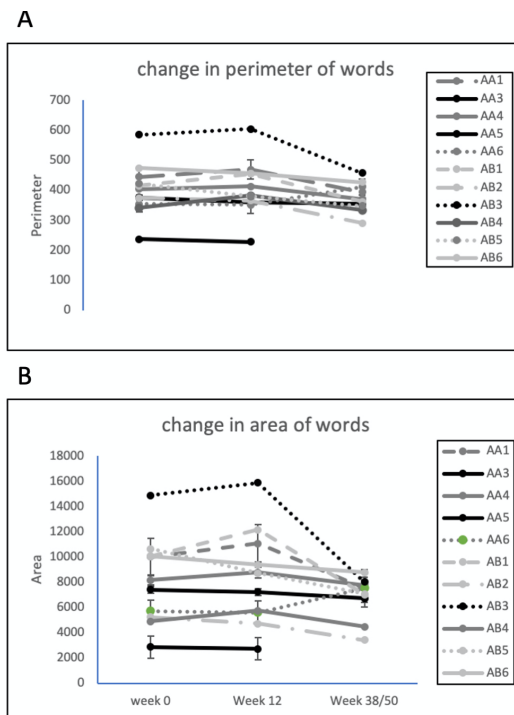 A
change in perimeter of words
700
600
500
400
300
200
100
0
Perimeter
AA1
AA3
AA4
AA5
AA6
AB1
AB2
AB3
AB4
AB5
AB6
B
change in area of words
18000
16000
14000
12000
10000
8000
6000
4000
2000
0
Area
week 0
Week 12
Week 38/50
AA1
AA3
AA4
AA5
AA6
AB1
AB2
AB3
AB4
AB5
AB6